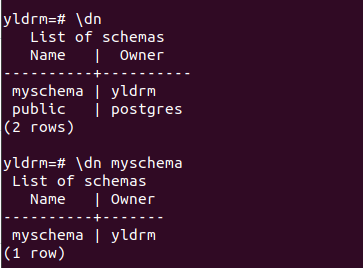 yldrm=# \dn
   List of schemas
   Name   |  Owner
----------+----------
 myschema | yldrm
 public   | postgres
(2 rows)

yldrm=# \dn myschema
 List of schemas
   Name   | Owner
----------+-------
 myschema | yldrm
(1 row)